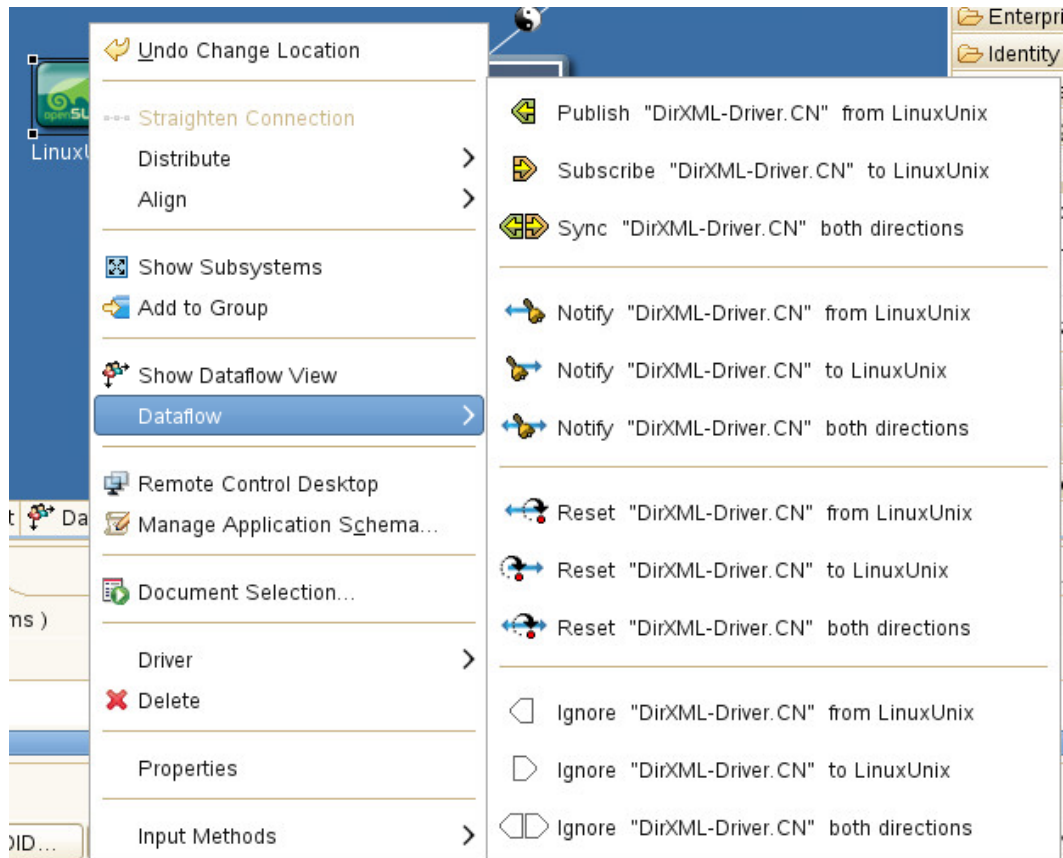 Undo Change Location
Straighten Connection
Distribute
Align
Show Subsystems
Add to Group
Show Dataflow View
Dataflow
Remote Control Desktop
Manage Application Schema...
Document Selection...
Driver
Delete
Properties
Input Methods
Publish "DirXML-Driver.CN" from LinuxUnix
Subscribe "DirXML-Driver.CN" to LinuxUnix
Sync "DirXML-Driver.CN" both directions
Notify "DirXML-Driver.CN" from LinuxUnix
Notify "DirXML-Driver.CN" to LinuxUnix
Notify "DirXML-Driver.CN" both directions
Reset "DirXML-Driver.CN" from LinuxUnix
Reset "DirXML-Driver.CN" to LinuxUnix
Reset "DirXML-Driver.CN" both directions
Ignore "DirXML-Driver.CN" from LinuxUnix
Ignore "DirXML-Driver.CN" to LinuxUnix
Ignore "DirXML-Driver.CN" both directions
Enterpri
Identity
openSU
LinuxU
t Da
ms )
DID...